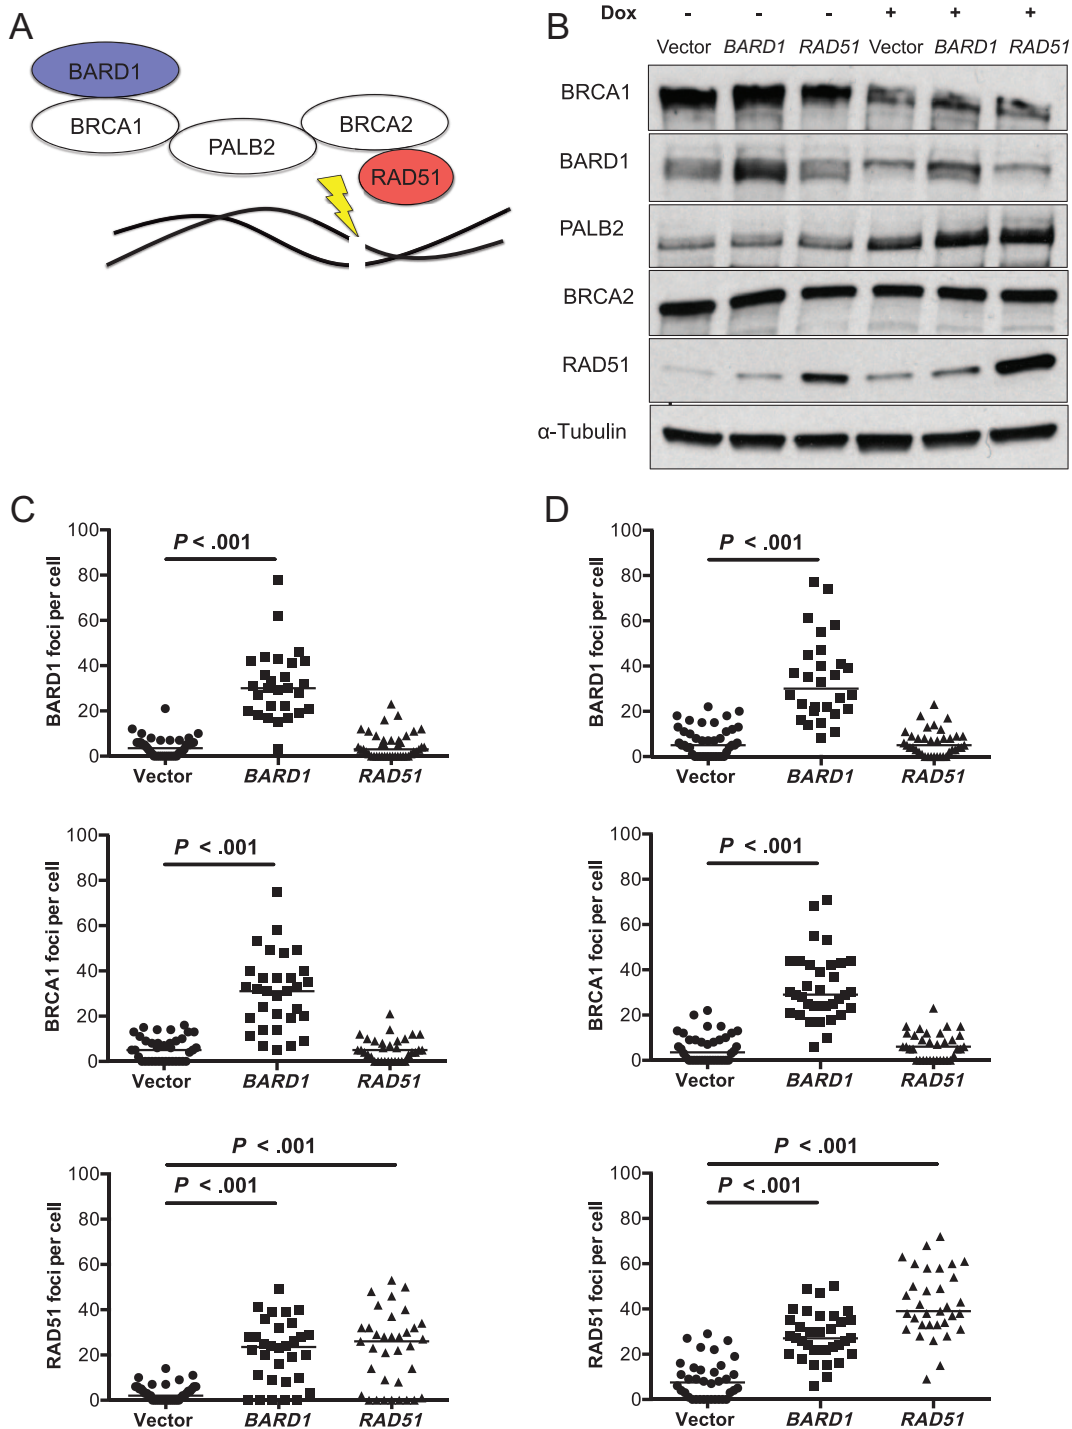 A
BARD1
BRCA1
PALB2
BRCA2
RAD51
B
Dox - - - + + +
Vector BARD1 RAD51 Vector BARD1 RAD51
BRCA1
BARD1
PALB2
BRCA2
RAD51
α-Tubulin
C
BARD1 foci per cell
100
80
60
40
20
0
P < .001
Vector BARD1 RAD51
BRCA1 foci per cell
100
80
60
40
20
0
P < .001
Vector BARD1 RAD51
RAD51 foci per cell
100
80
60
40
20
0
P < .001
P < .001
Vector BARD1 RAD51
D
BARD1 foci per cell
100
80
60
40
20
0
P < .001
Vector BARD1 RAD51
BRCA1 foci per cell
100
80
60
40
20
0
P < .001
Vector BARD1 RAD51
RAD51 foci per cell
100
80
60
40
20
0
P < .001
P < .001
Vector BARD1 RAD51